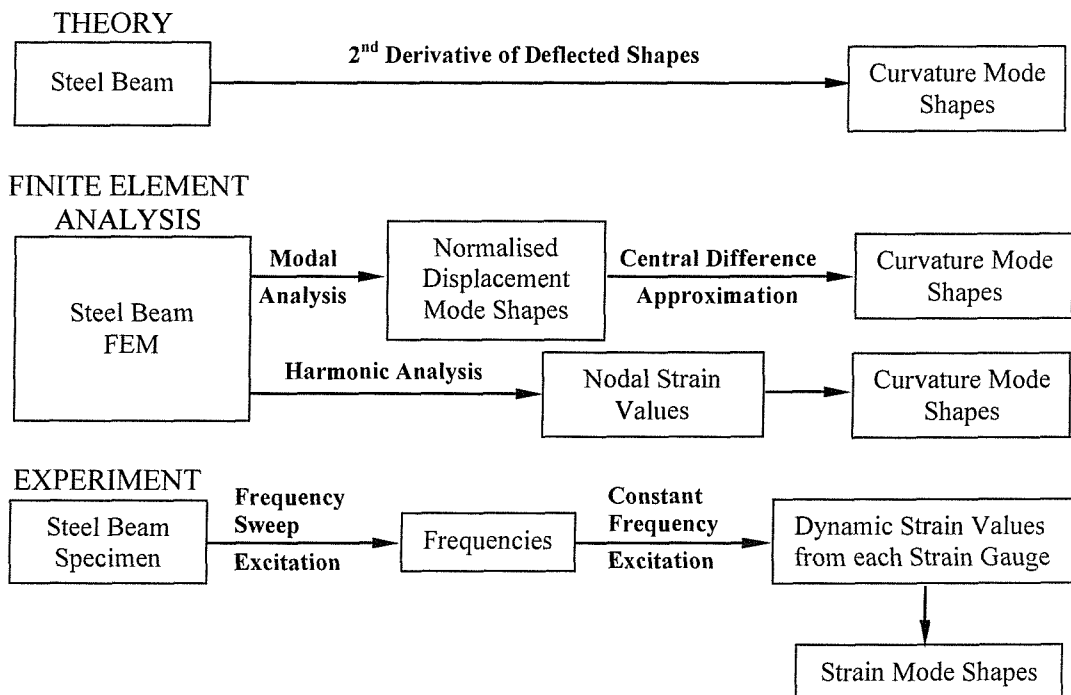 THEORY
Steel Beam
2nd Derivative of Deflected Shapes
Curvature Mode
Shapes
FINITE ELEMENT
ANALYSIS
Steel Beam
FEM
Modal
Analysis
Normalised
Displacement
Mode Shapes
Central Difference
Approximation
Curvature Mode
Shapes
Harmonic Analysis
Nodal Strain
Values
Curvature Mode
Shapes
EXPERIMENT
Steel Beam
Specimen
Frequency
Sweep
Excitation
Frequencies
Constant
Frequency
Excitation
Dynamic Strain Values
from each Strain Gauge
Strain Mode Shapes